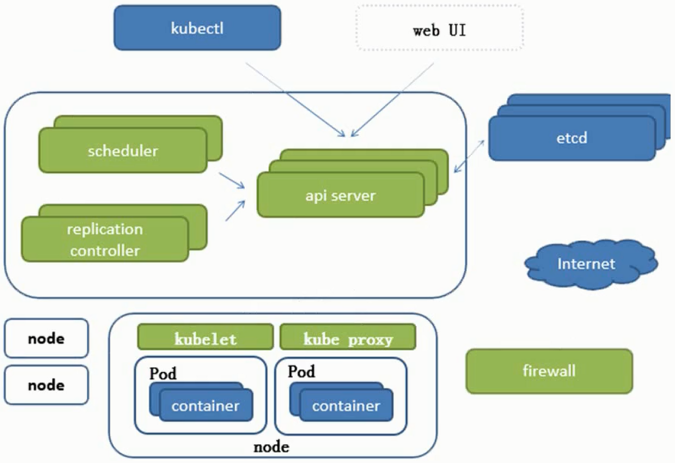 kubectl
web UI
scheduler
api server
etcd
replication
controller
Internet
node
node
kubelet
kube proxy
Pod
container
Pod
container
node
firewall